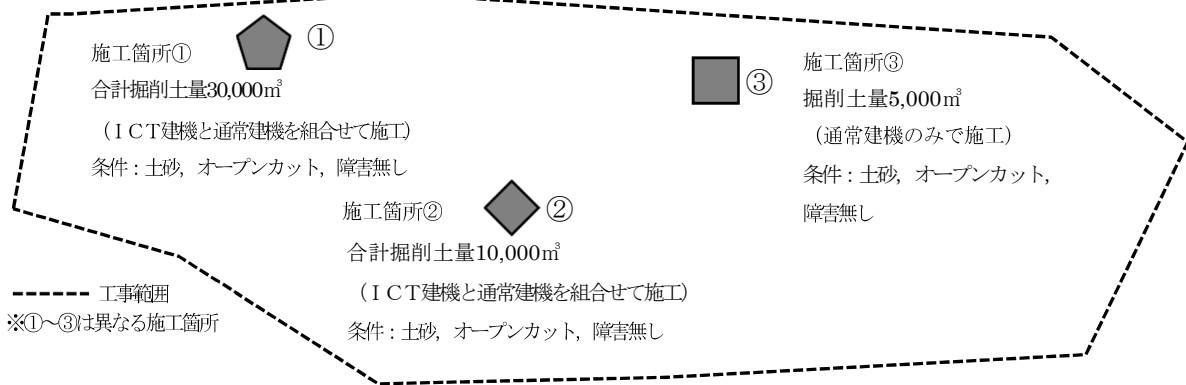 施工箇所①
①
合計掘削土量30,000㎥
（ＩＣＴ建機と通常建機を組合せて施工）
条件：土砂，オープンカット，障害無し
施工箇所②
②
合計掘削土量10,000㎥
（ＩＣＴ建機と通常建機を組合せて施工）
条件：土砂，オープンカット，障害無し
③
施工箇所③
掘削土量5,000㎥
（通常建機のみで施工）
条件：土砂，オープンカット，
障害無し
工事範囲
※①～③は異なる施工箇所